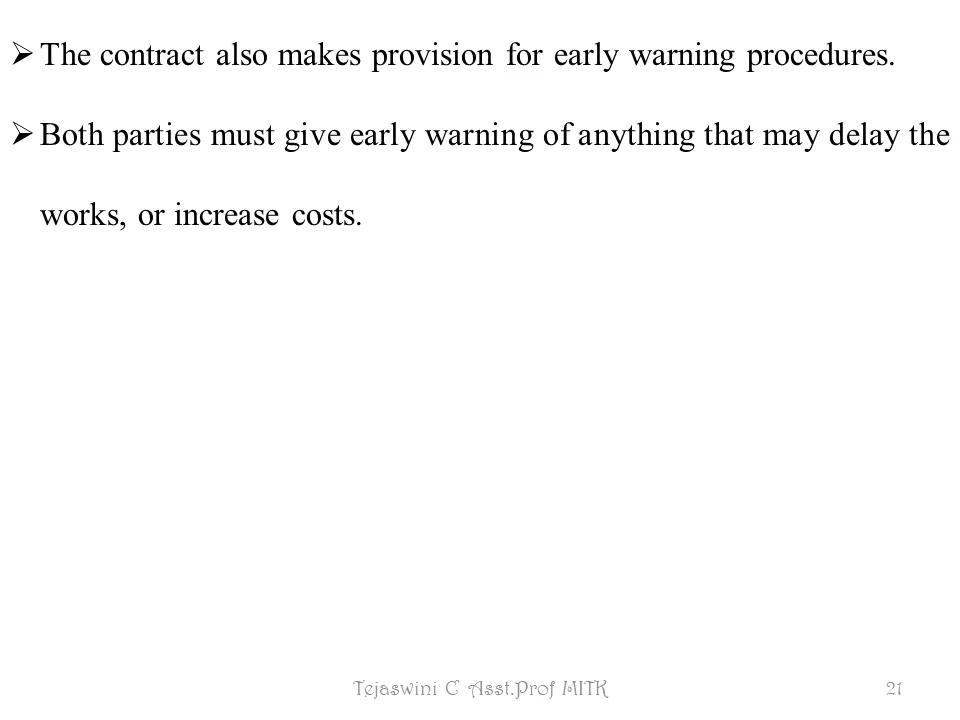 ➢ The contract also makes provision for early warning procedures.
➢ Both parties must give early warning of anything that may delay the
works, or increase costs.
Tejaswini C Asst.Prof MITK
21